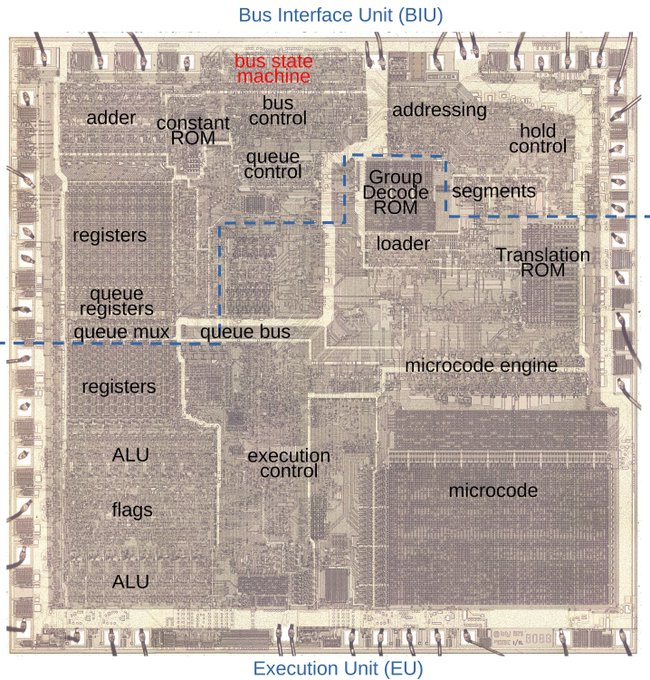 Bus Interface Unit (BIU)
bus state
machine
adder
constant
ROM
bus
control
addressing
hold
control
queue
control
Group
Decode
ROM
segments
registers
loader
Translation
ROM
queue
registers
queue mux
queue bus
microcode engine
registers
ALU
execution
control
microcode
flags
ALU
8088
Execution Unit (EU)